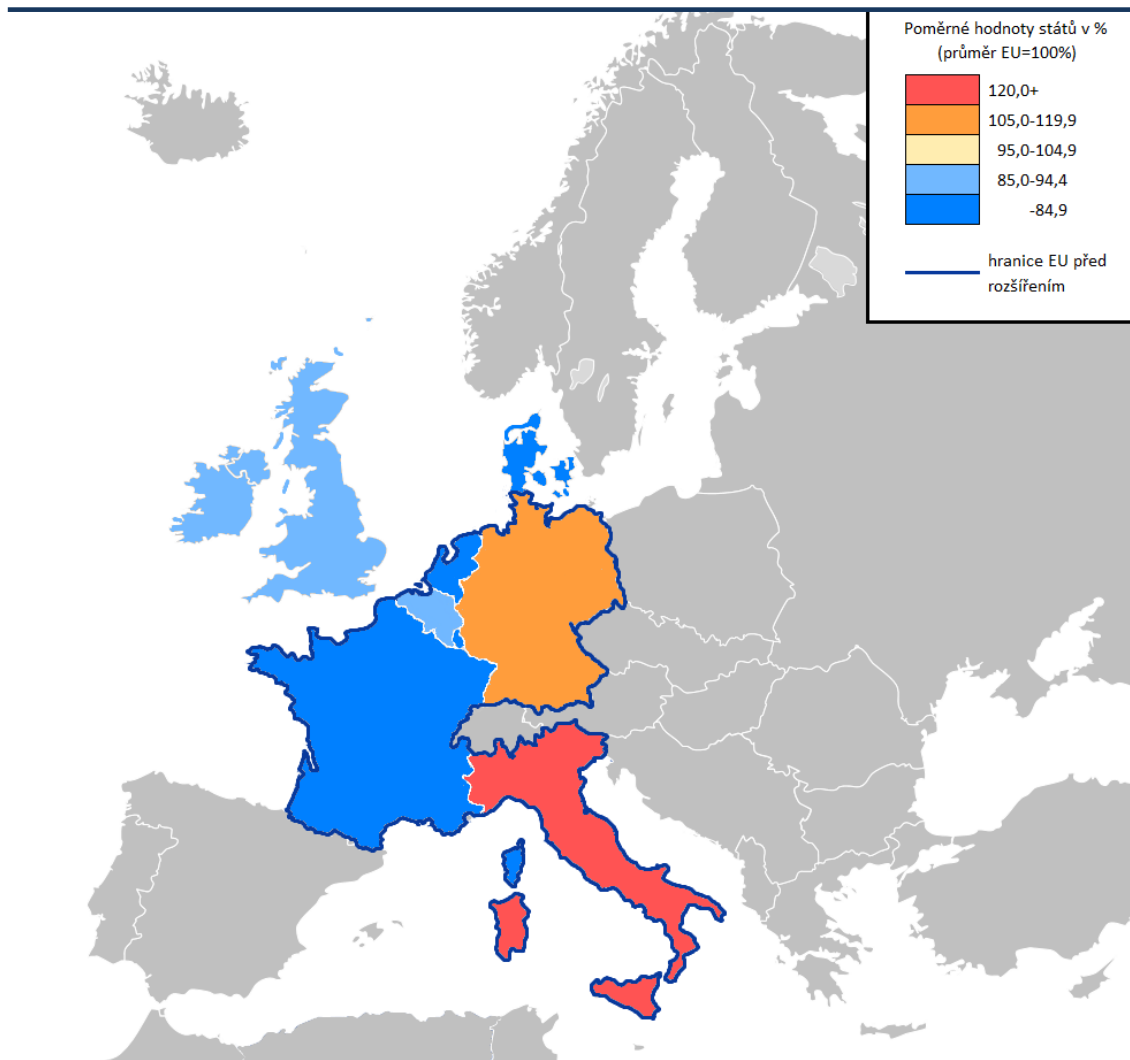 Poměrné hodnoty států v %
(průměr EU=100%)
120,0+
105,0-119,9
95,0-104,9
85,0-94,4
-84,9
hranice EU před
rozšířením